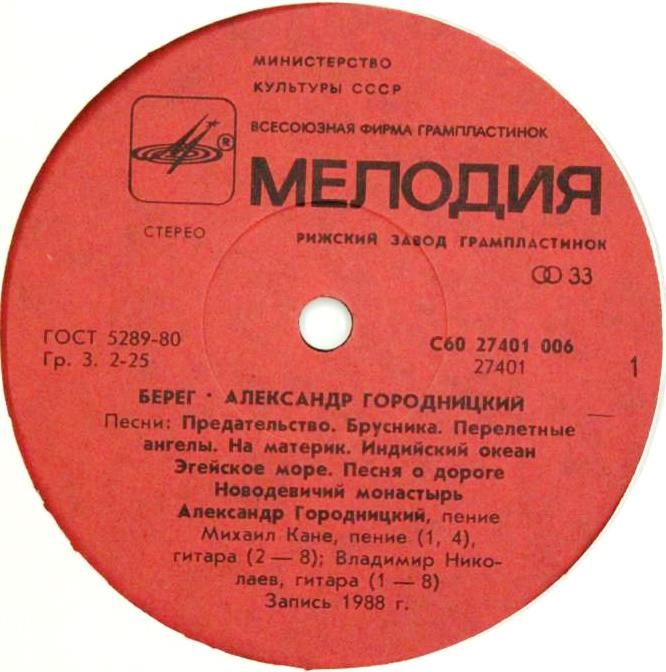 МИНИСТЕРСТВО
КУЛЬТУРЫ СССР
ВСЕСОЮЗНАЯ ФИРМА ГРАМПЛАСТИНОК
®
МЕЛОДИЯ
СТЕРЕО
РИЖСКИЙ ЗАВОД ГРАМПЛАСТИНОК
33
ГОСТ 5289-80
Гр. 3. 2-25
С60 27401 006
27401
1
БЕРЕГ · АЛЕКСАНДР ГОРОДНИЦКИЙ
Песни: Предательство. Брусника. Перелетные
ангелы. На материк. Индийский океан
Эгейское море. Песня о дороге
Новодевичий монастырь
Александр Городницкий, пение
Михаил Кане, пение (1, 4),
гитара (2 — 8); Владимир Нико-
лаев, гитара (1 — 8)
Запись 1988 г.